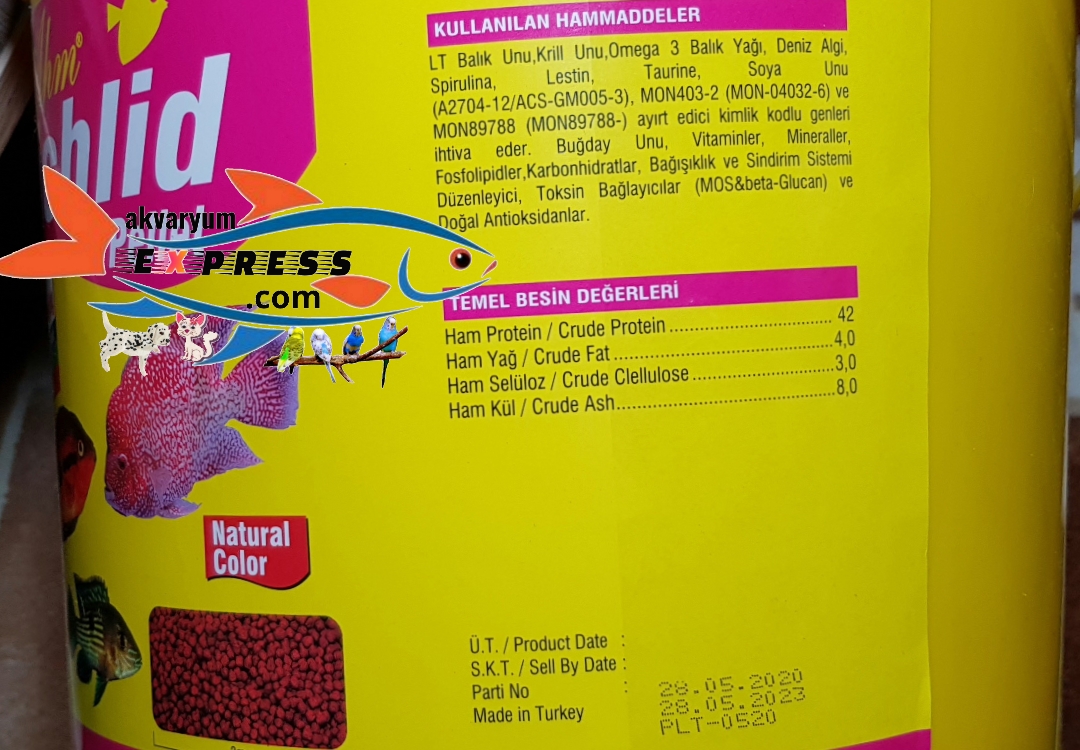 hm®
chlid
Pellet
akvaryum
EXPRESS
.com
Natural
Color
KULLANILAN HAMMADDELER
LT Balık Unu,Krill Unu,Omega 3 Balık Yağı, Deniz Algi,
Spirulina, Lestin, Taurine, Soya Unu
(A2704-12/ACS-GM005-3), MON403-2 (MON-04032-6) ve
MON89788 (MON89788-) ayırt edici kimlik kodlu genleri
ihtiva eder. Buğday Unu, Vitaminler, Mineraller,
Fosfolipidler,Karbonhidratlar, Bağışıklık ve Sindirim Sistemi
Düzenleyici, Toksin Bağlayıcılar (MOS&beta-Glucan) ve
Doğal Antioksidanlar.
TEMEL BESİN DEĞERLERİ
Ham Protein / Crude Protein ........ 42
Ham Yağ / Crude Fat ........ 4,0
Ham Selüloz / Crude Clellulose ........ 3,0
Ham Kül / Crude Ash........ 8,0
Ü.T. / Product Date :
S.K.T. / Sell By Date :
Parti No :
Made in Turkey
28.05.2020
28.05.2023
PLT-0520